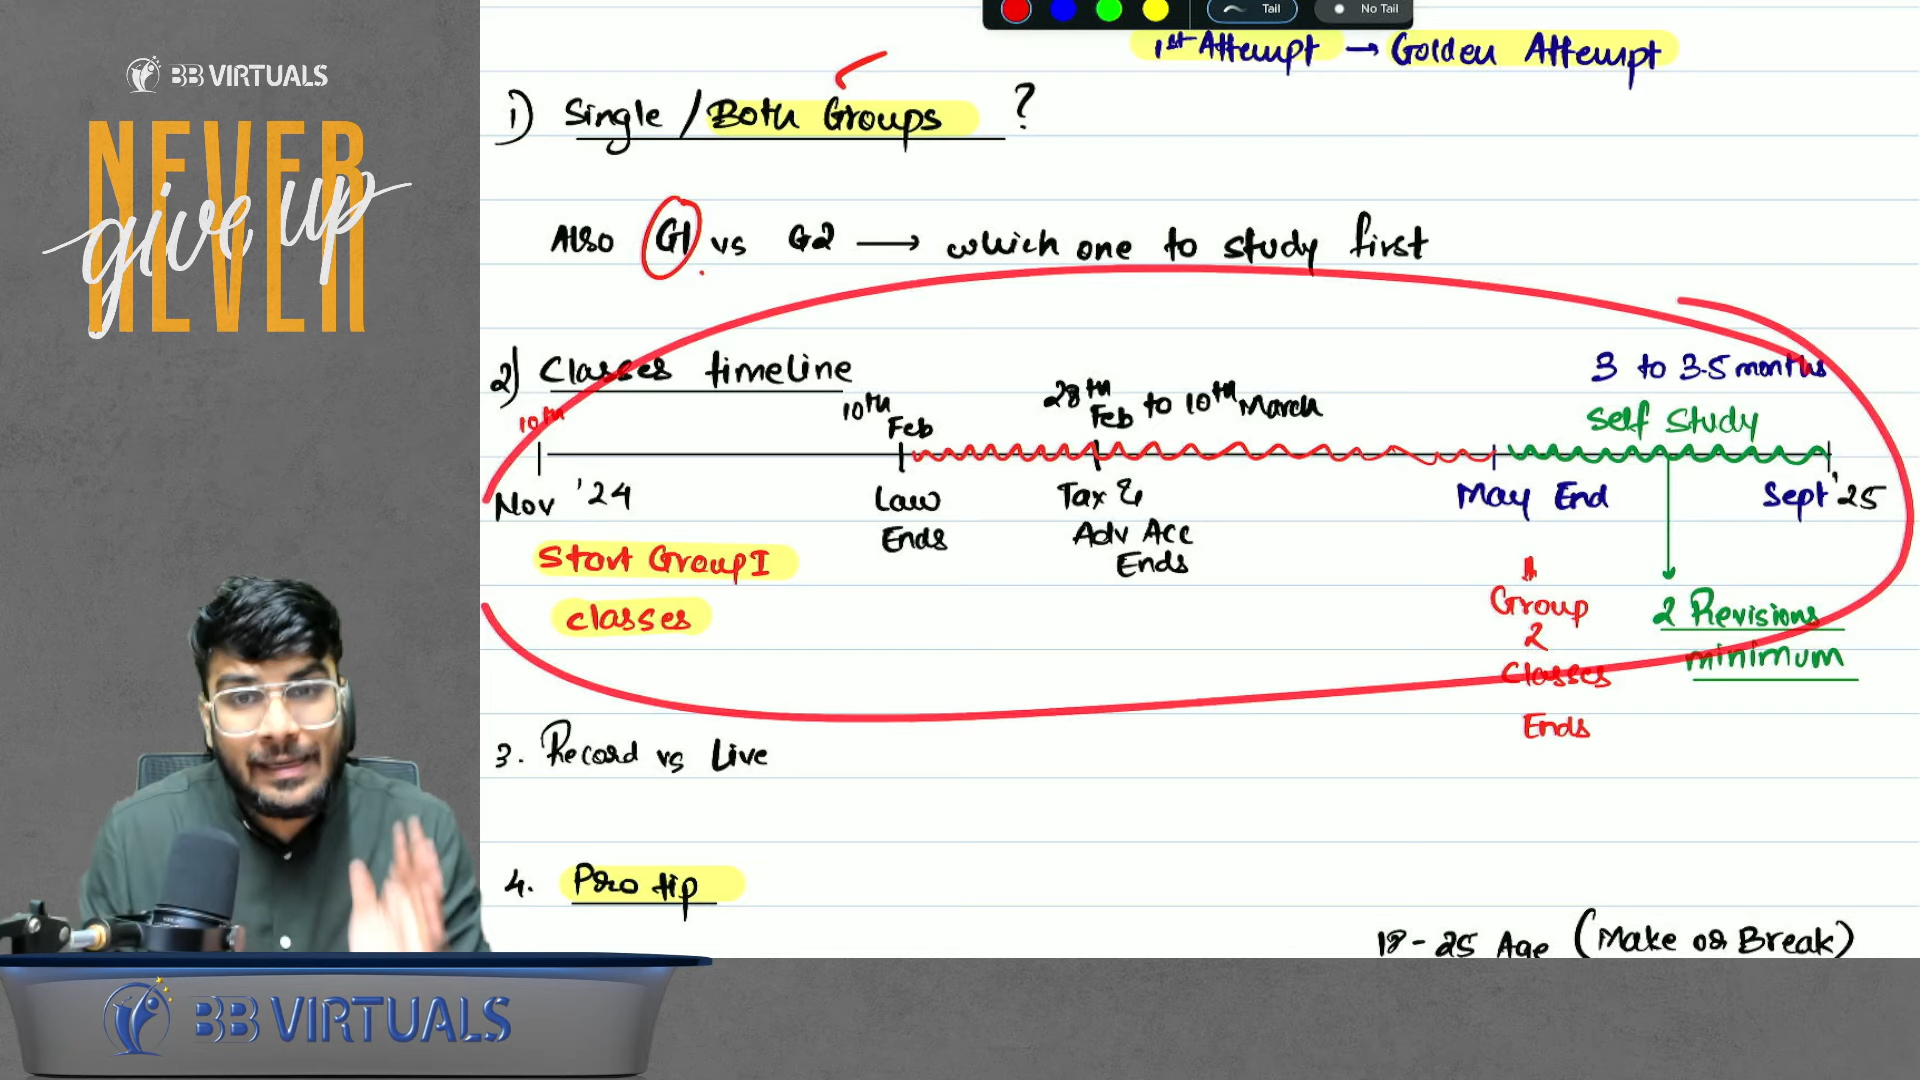 Tail
No Tail
1st Attempt → Golden Attempt
BB VIRTUALS
NEVER
give up
NEVER
1) Single / Both Groups ?
Also G1 vs G2 → which one to study first
2) Classes timeline
3 to 3.5 months
Self Study
10th
10th Feb
28th Feb to 10th March
Nov '24
Law Ends
Tax & Adv Acc Ends
May End
Sept '25
Start Group I
classes
Group
2
Classes
Ends
2 Revisions
minimum
3. Record vs Live
4. Pro tip
18-25 Age (Make or Break)
BB VIRTUALS